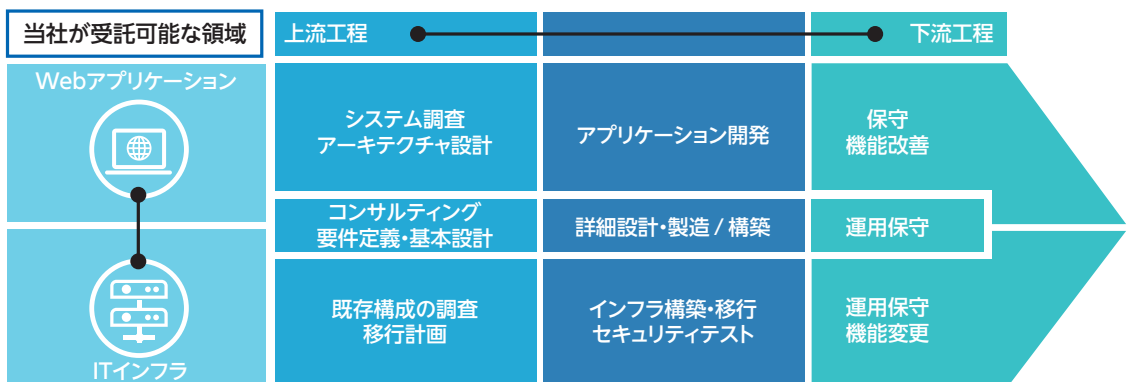 当社が受託可能な領域
上流工程
下流工程
Webアプリケーション
システム調査
アーキテクチャ設計
アプリケーション開発
保守
機能改善
コンサルティング
要件定義・基本設計
詳細設計・製造 / 構築
運用保守
既存構成の調査
移行計画
インフラ構築・移行
セキュリティテスト
運用保守
機能変更
ITインフラ